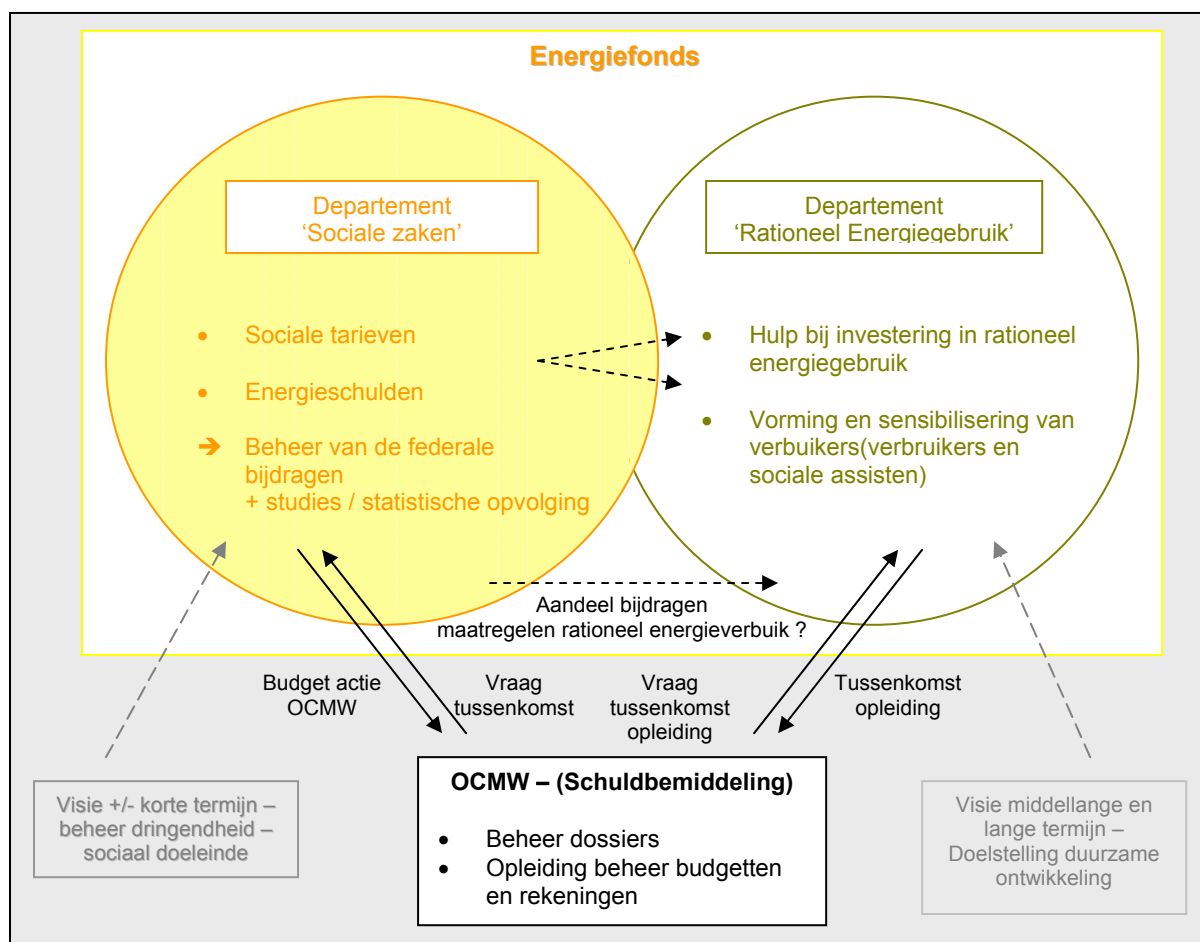 Energiefonds
Departement
‘Sociale zaken’
Departement
‘Rationeel Energiegebruik’
• Sociale tarieven
• Energieschulden
➔ Beheer van de federale
bijdragen
+ studies / statistische opvolging
• Hulp bij investering in rationeel
energiegebruik
• Vorming en sensibilisering van
verbuikers(verbruikers en
sociale assisten)
Aandeel bijdragen
maatregelen rationeel energieverbuik ?
Budget actie
OCMW
Vraag
tussenkomst
Vraag
tussenkomst
opleiding
Tussenkomst
opleiding
Visie +/- korte termijn –
beheer dringendheid –
sociaal doeleinde
OCMW – (Schuldbemiddeling)
• Beheer dossiers
• Opleiding beheer budgetten
en rekeningen
Visie middellange en
lange termijn –
Doelstelling duurzame
ontwikkeling